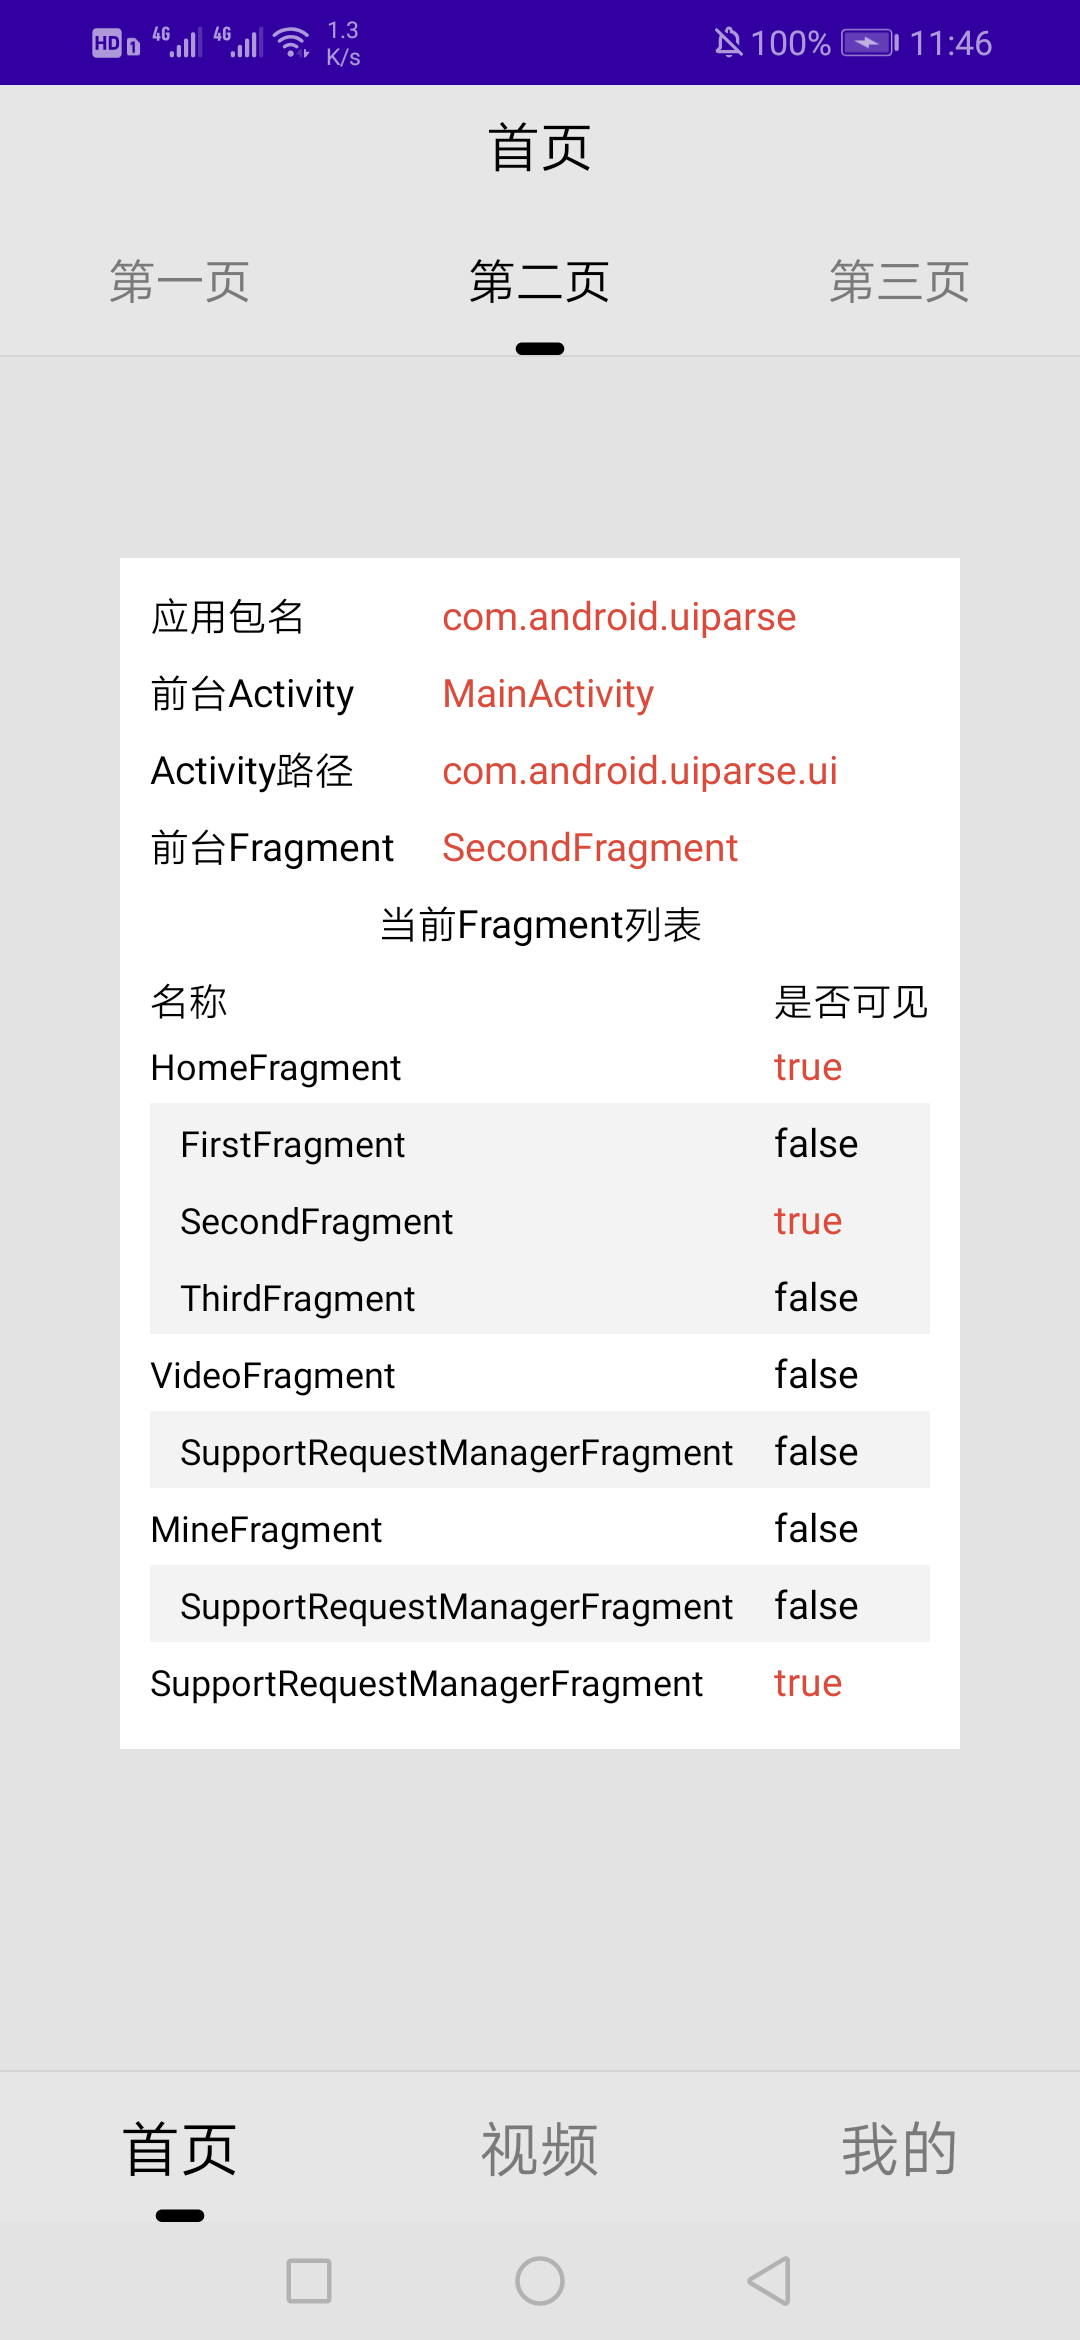 HD 1 4G 4G 1.3 K/s 100% 11:46
首页
第一页 第二页 第三页
应用包名 com.android.uiparse
前台Activity MainActivity
Activity路径 com.android.uiparse.ui
前台Fragment SecondFragment
当前Fragment列表
名称 是否可见
HomeFragment true
FirstFragment false
SecondFragment true
ThirdFragment false
VideoFragment false
SupportRequestManagerFragment false
MineFragment false
SupportRequestManagerFragment false
SupportRequestManagerFragment true
首页 视频 我的